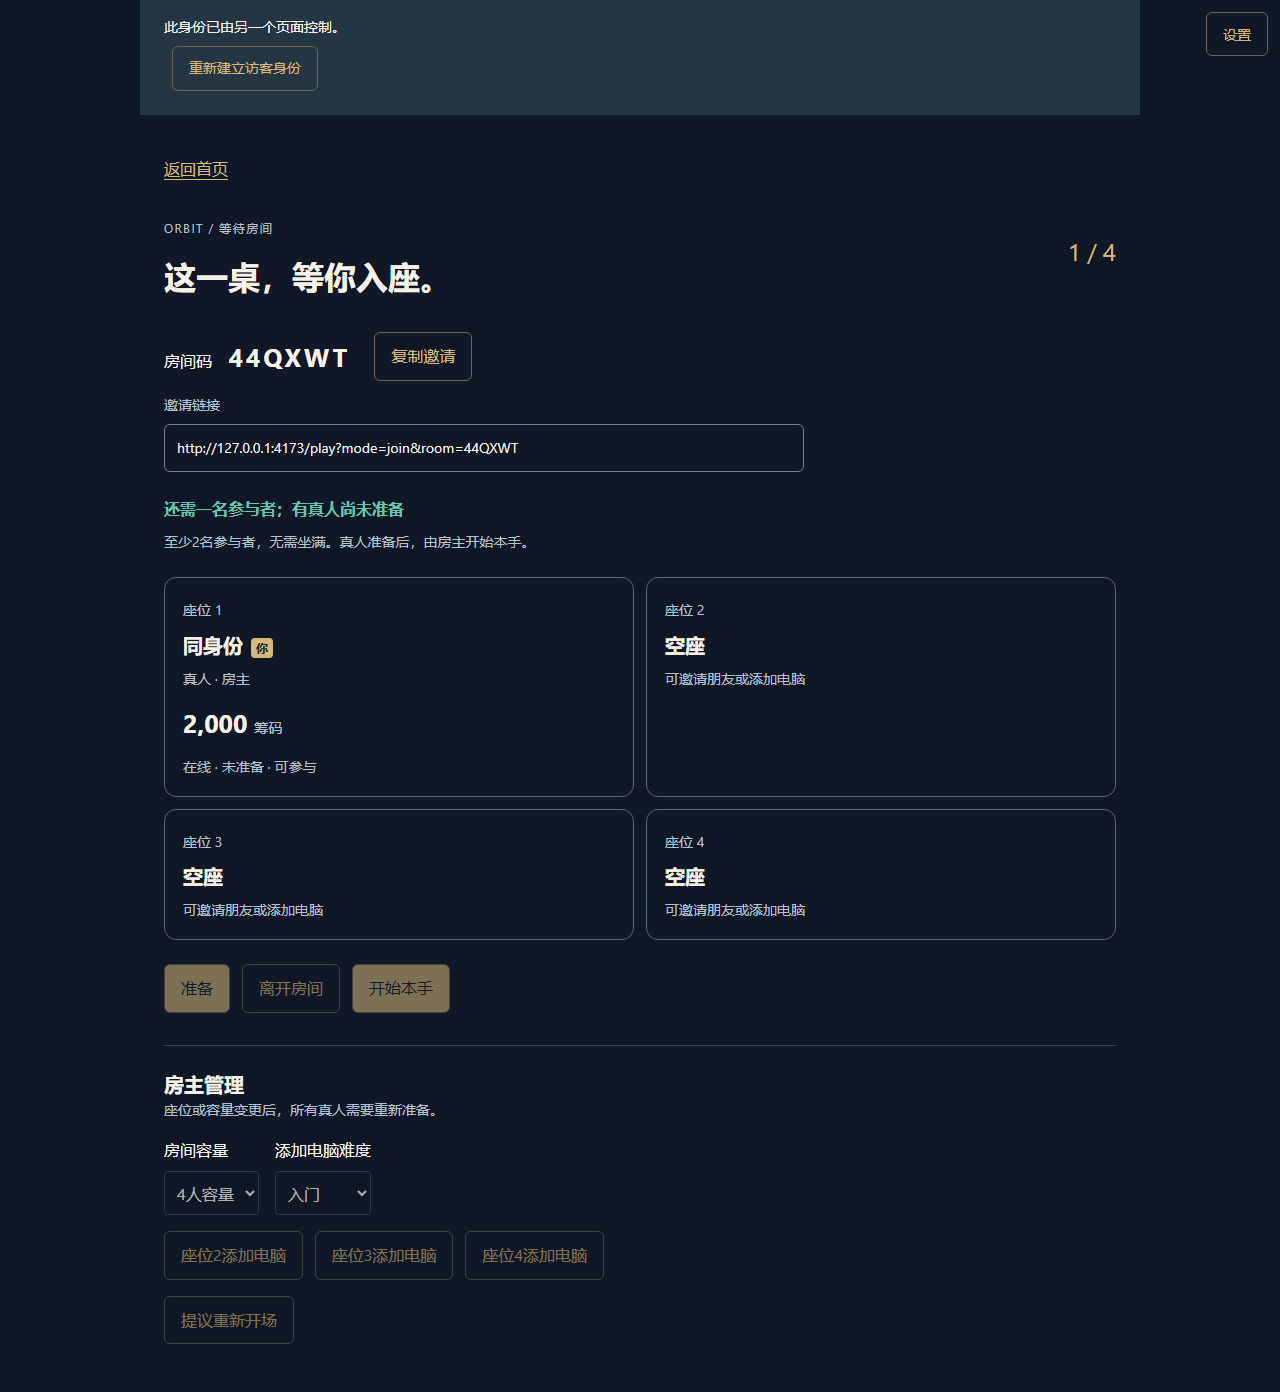 此身份已由另一个页面控制。
重新建立访客身份
设置
返回首页
ORBIT / 等待房间
这一桌，等你入座。
1 / 4
房间码 44QXWT 复制邀请
邀请链接
http://127.0.0.1:4173/play?mode=join&room=44QXWT
还需一名参与者；有真人尚未准备
至少2名参与者，无需坐满。真人准备后，由房主开始本手。
座位 1
同身份 你
真人 · 房主
2,000 筹码
在线 · 未准备 · 可参与
座位 2
空座
可邀请朋友或添加电脑
座位 3
空座
可邀请朋友或添加电脑
座位 4
空座
可邀请朋友或添加电脑
准备 离开房间 开始本手
房主管理
座位或容量变更后，所有真人需要重新准备。
房间容量 添加电脑难度
4人容量 入门
座位2添加电脑 座位3添加电脑 座位4添加电脑
提议重新开场